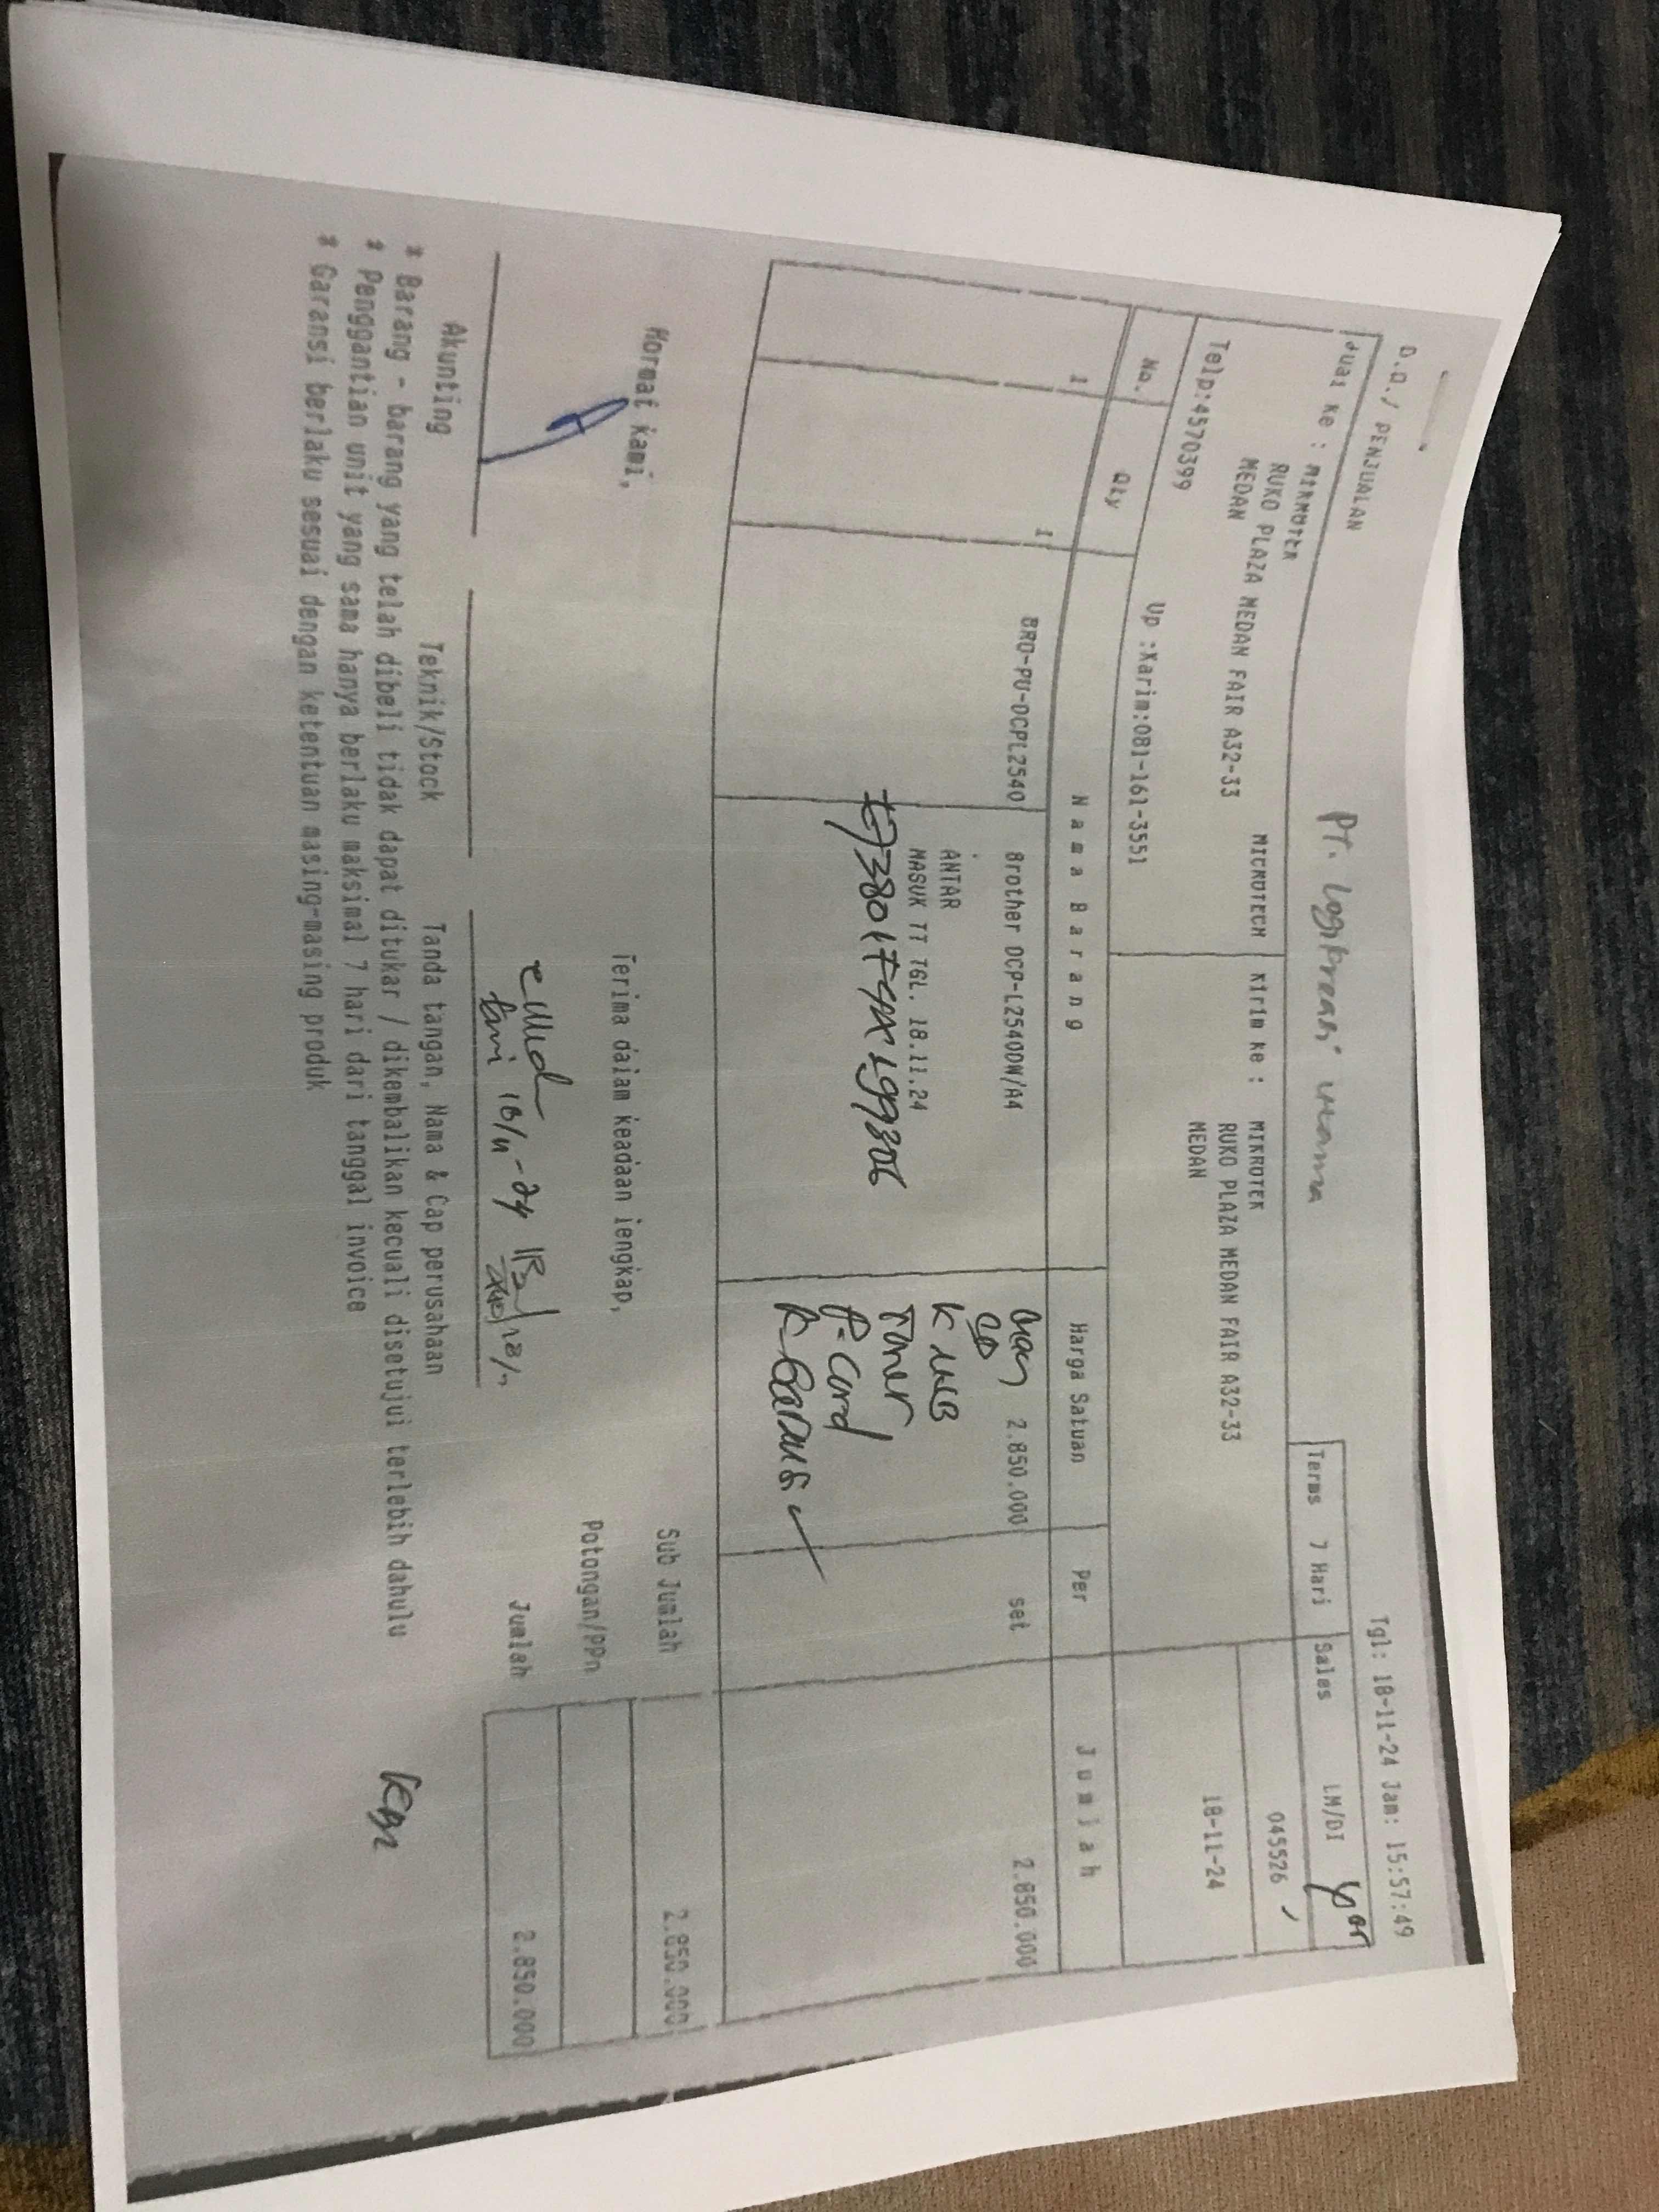 PT.
Tgl: 18-11-24 Jam: 15:57:49
D.O./ PENJUALAN
Terms 7 Hari Sales LM/DI
Jual ke : MIKROTEK MICROTECH
RUKO PLAZA MEDAN FAIR A32-33
MEDAN
Kirim ke : MIKROTEK
RUKO PLAZA MEDAN FAIR A32-33
MEDAN
045526
18-11-24
Telp:4570399 Up :Karim:081-161-3551
No. Qty Nama Barang Harga Satuan Per Jumlah
1 1 BRO-PU-DCPL2540 Brother DCP-L2540DW/A4 2.850.000 set 2.850.000
ANTAR
MASUK TT TGL. 18.11.24
Toner
Hormat kami,
Terima dalam keadaan lengkap,
Sub Jumlah 2.850.000
Potongan/PPn
Jumlah 2.850.000
18/11-24
Akunting Teknik/Stock Tanda tangan, Nama & Cap perusahaan
* Barang - barang yang telah dibeli tidak dapat ditukar / dikembalikan kecuali disetujui terlebih dahulu
* Penggantian unit yang sama hanya berlaku maksimal 7 hari dari tanggal invoice
* Garansi berlaku sesuai dengan ketentuan masing-masing produk